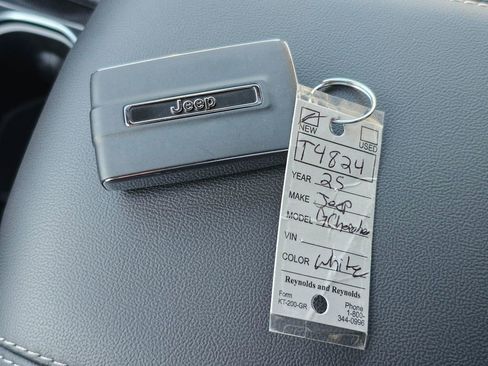 Jeep
NEW
USED
T4824
YEAR 25
MAKE Jeep
MODEL G Cherokee
VIN
COLOR White
Reynolds and Reynolds
Form
KT-200-GR
Phone
1-800-
344-0996